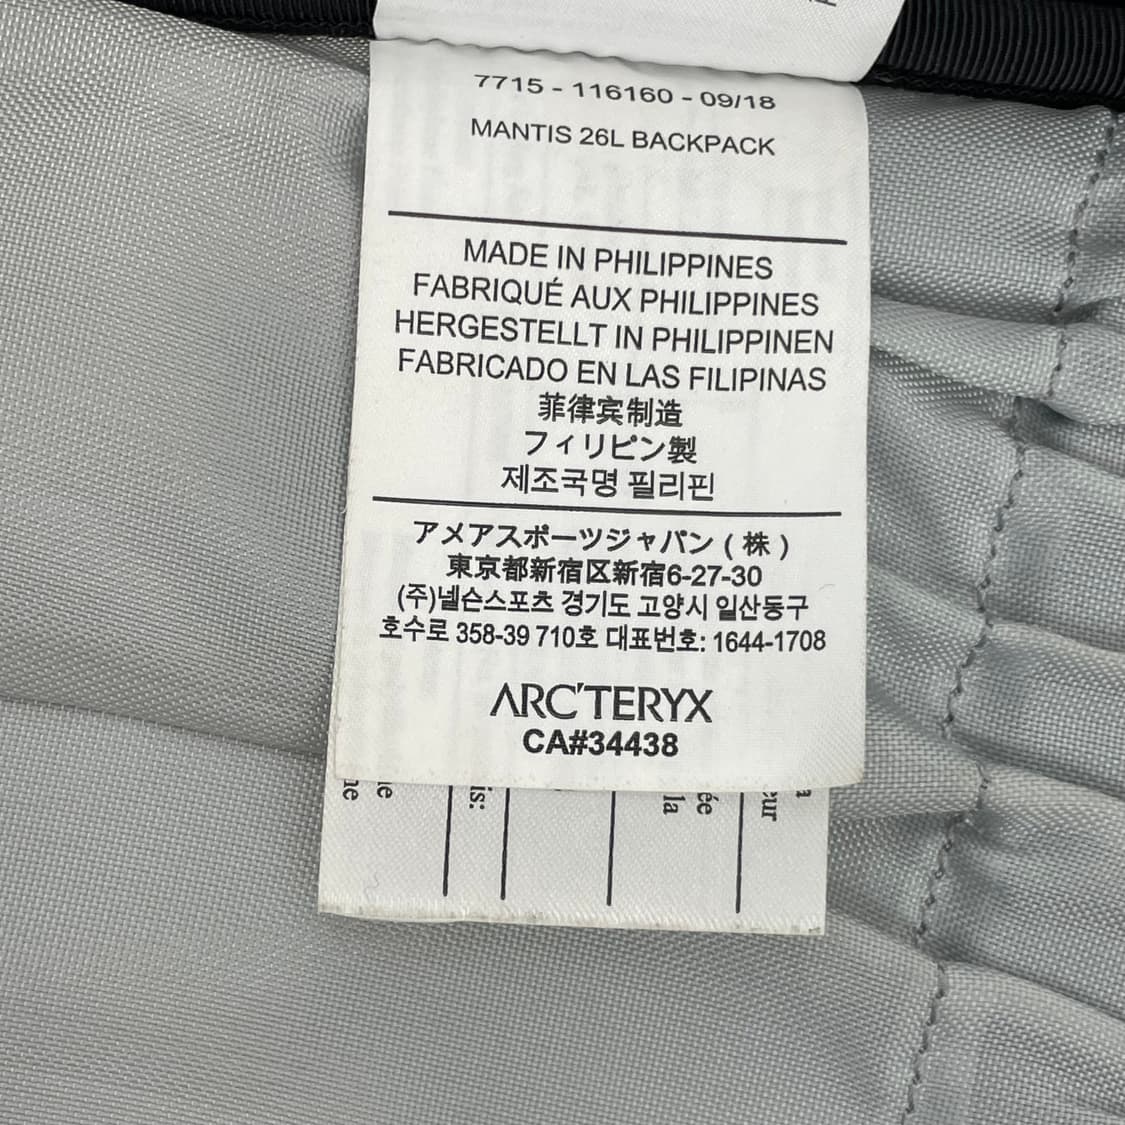 7715 - 116160 - 09/18
MANTIS 26L BACKPACK
MADE IN PHILIPPINES
FABRIQUÉ AUX PHILIPPINES
HERGESTELLT IN PHILIPPINEN
FABRICADO EN LAS FILIPINAS
菲律宾制造
フィリピン製
제조국명 필리핀
アメアスポーツジャパン ( 株 )
東京都新宿区新宿6-27-30
(주)넬슨스포츠 경기도 고양시 일산동구
호수로 358-39 710호 대표번호: 1644-1708
ARC'TERYX
CA#34438